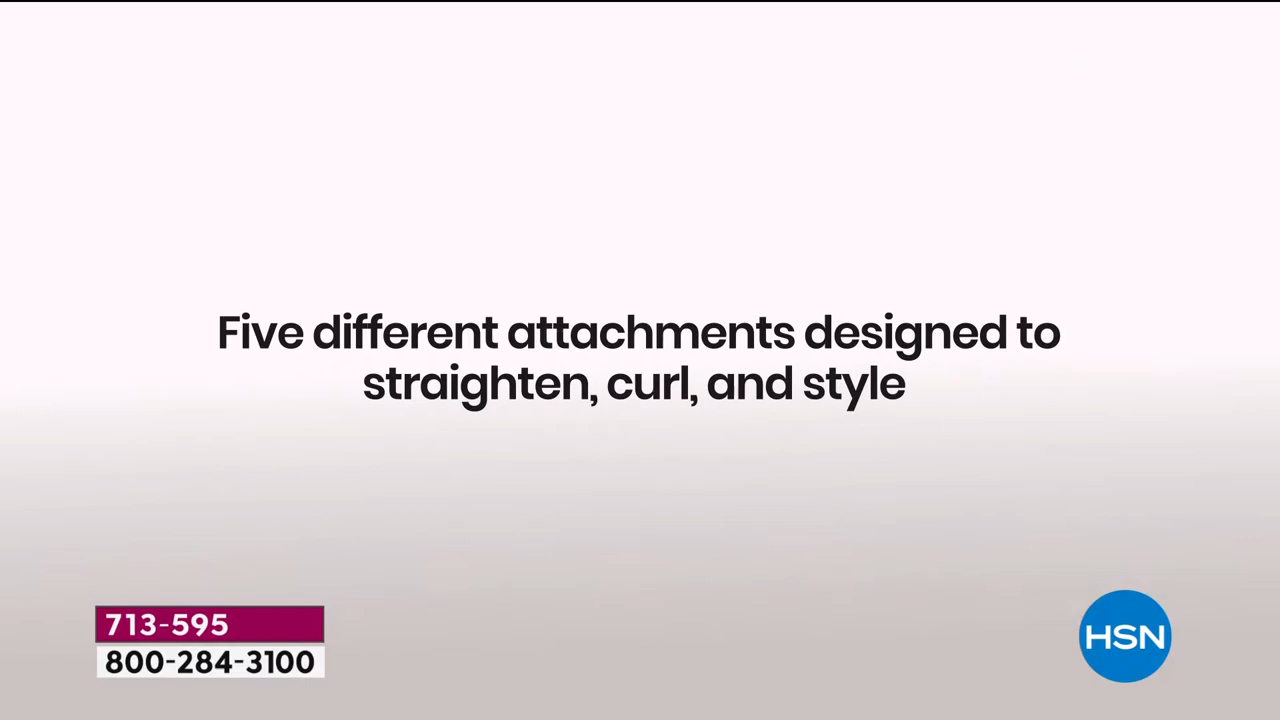 Five different attachments designed to
straighten, curl, and style
713-595
800-284-3100
HSN